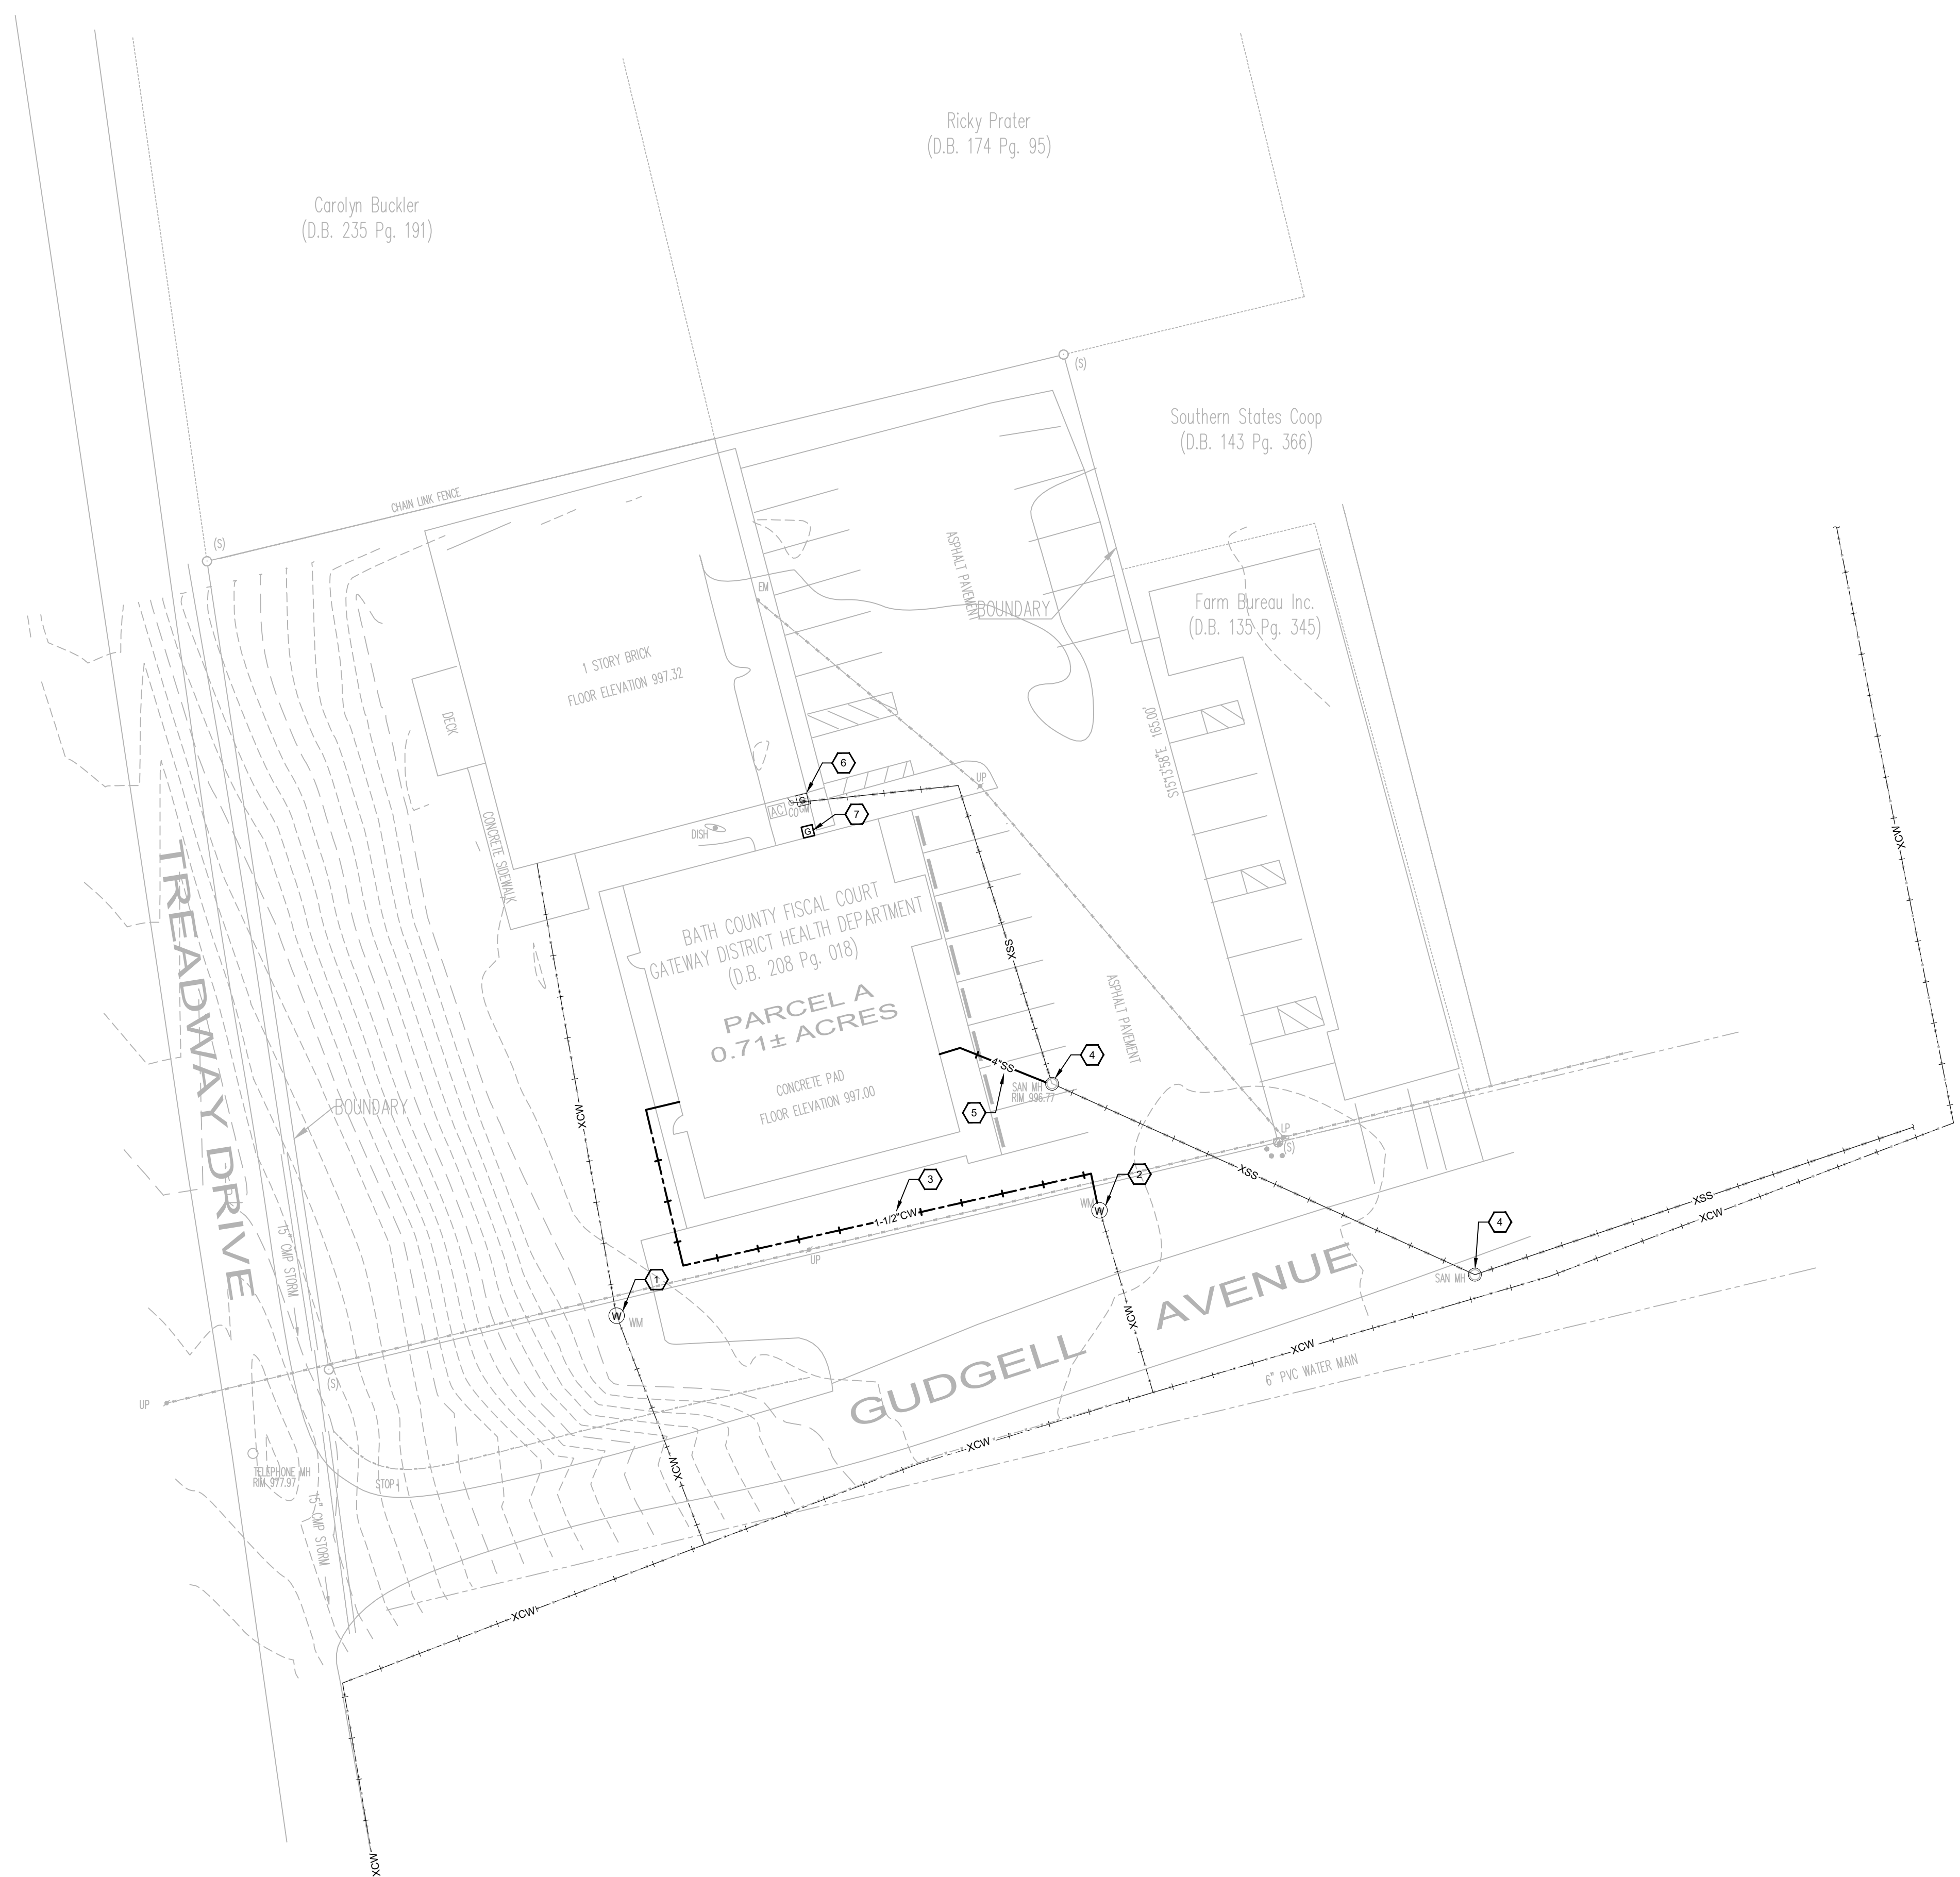 Ricky Prater
(D.B. 174 Pg. 95)
Carolyn Buckler
(D.B. 235 Pg. 191)
(S)
Southern States Coop
(D.B. 143 Pg. 366)
CHAIN LINK FENCE
(S)
ASPHALT PAVEMENT
BOUNDARY
EM
Farm Bureau Inc.
(D.B. 135 Pg. 345)
1 STORY BRICK
FLOOR ELEVATION 997.32
DECK
S15°13'58"E 165.00'
6
UP
G
AC
CO
GM
7
G
DISH
CONCRETE SIDEWALK
XCW
TREADWAY DRIVE
BATH COUNTY FISCAL COURT
GATEWAY DISTRICT HEALTH DEPARTMENT
(D.B. 208 Pg. 018)
XSS
PARCEL A
0.71± ACRES
ASPHALT PAVEMENT
4
4"SS
SAN MH
RIM 996.77
CONCRETE PAD
FLOOR ELEVATION 997.00
5
XCW
BOUNDARY
UP
(S)
XSS
2
3
WM
W
1-1/2"CW
XSS
XCW
4
15" CMP STORM
UP
1
SAN MH
W
WM
GUDGELL AVENUE
XCW
XCW
6" PVC WATER MAIN
(S)
UP
XCW
XCW
TELEPHONE MH
RIM 977.97
STOP
15" CMP STORM
XCW
XCW